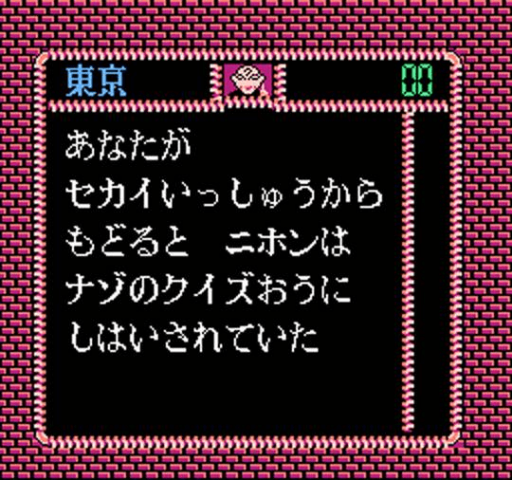 東京
00
あなたが
セカイいっしゅうから
もどると　ニホンは
ナゾのクイズおうに
しはいされていた